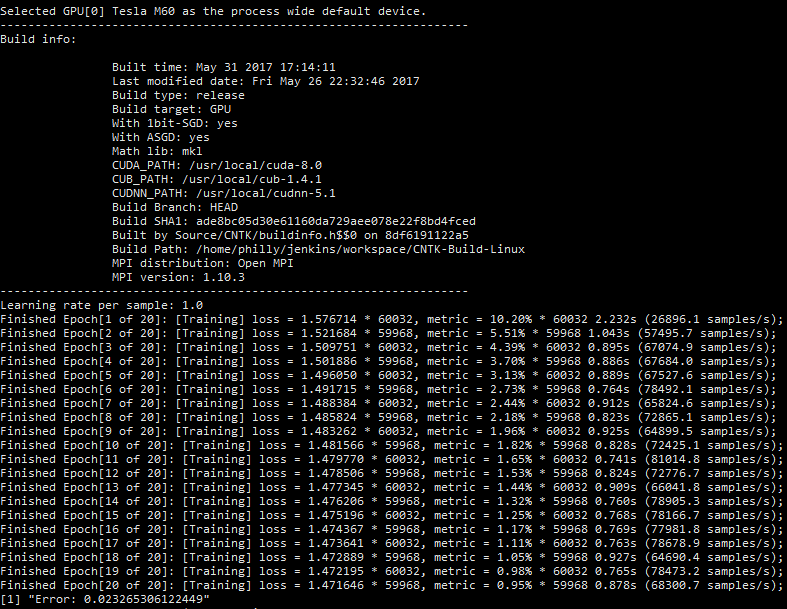 Selected GPU[0] Tesla M60 as the process wide default device.
-------------------------------------------------------------------
Build info:
Built time: May 31 2017 17:14:11
Last modified date: Fri May 26 22:32:46 2017
Build type: release
Build target: GPU
With 1bit-SGD: yes
With ASGD: yes
Math lib: mkl
CUDA_PATH: /usr/local/cuda-8.0
CUB_PATH: /usr/local/cub-1.4.1
CUDNN_PATH: /usr/local/cudnn-5.1
Build Branch: HEAD
Build SHA1: ade8bc05d30e61160da729aee078e22f8bd4fced
Built by Source/CNTK/buildinfo.h$$0 on 8df6191122a5
Build Path: /home/philly/jenkins/workspace/CNTK-Build-Linux
MPI distribution: Open MPI
MPI version: 1.10.3
-------------------------------------------------------------------
Learning rate per sample: 1.0
Finished Epoch[1 of 20]: [Training] loss = 1.576714 * 60032, metric = 10.20% * 60032 2.232s (26896.1 samples/s);
Finished Epoch[2 of 20]: [Training] loss = 1.521684 * 59968, metric = 5.51% * 59968 1.043s (57495.7 samples/s);
Finished Epoch[3 of 20]: [Training] loss = 1.509751 * 60032, metric = 4.39% * 60032 0.895s (67074.9 samples/s);
Finished Epoch[4 of 20]: [Training] loss = 1.501886 * 59968, metric = 3.70% * 59968 0.886s (67684.0 samples/s);
Finished Epoch[5 of 20]: [Training] loss = 1.496050 * 60032, metric = 3.13% * 60032 0.889s (67527.6 samples/s);
Finished Epoch[6 of 20]: [Training] loss = 1.491715 * 59968, metric = 2.73% * 59968 0.764s (78492.1 samples/s);
Finished Epoch[7 of 20]: [Training] loss = 1.488384 * 60032, metric = 2.44% * 60032 0.912s (65824.6 samples/s);
Finished Epoch[8 of 20]: [Training] loss = 1.485824 * 59968, metric = 2.18% * 59968 0.823s (72865.1 samples/s);
Finished Epoch[9 of 20]: [Training] loss = 1.483262 * 60032, metric = 1.96% * 60032 0.925s (64899.5 samples/s);
Finished Epoch[10 of 20]: [Training] loss = 1.481566 * 59968, metric = 1.82% * 59968 0.828s (72425.1 samples/s);
Finished Epoch[11 of 20]: [Training] loss = 1.479770 * 60032, metric = 1.65% * 60032 0.741s (81014.8 samples/s);
Finished Epoch[12 of 20]: [Training] loss = 1.478506 * 59968, metric = 1.53% * 59968 0.824s (72776.7 samples/s);
Finished Epoch[13 of 20]: [Training] loss = 1.477345 * 60032, metric = 1.44% * 60032 0.909s (66041.8 samples/s);
Finished Epoch[14 of 20]: [Training] loss = 1.476206 * 59968, metric = 1.32% * 59968 0.760s (78905.3 samples/s);
Finished Epoch[15 of 20]: [Training] loss = 1.475196 * 60032, metric = 1.25% * 60032 0.768s (78166.7 samples/s);
Finished Epoch[16 of 20]: [Training] loss = 1.474367 * 59968, metric = 1.17% * 59968 0.769s (77981.8 samples/s);
Finished Epoch[17 of 20]: [Training] loss = 1.473641 * 60032, metric = 1.11% * 60032 0.763s (78678.9 samples/s);
Finished Epoch[18 of 20]: [Training] loss = 1.472889 * 59968, metric = 1.05% * 59968 0.927s (64690.4 samples/s);
Finished Epoch[19 of 20]: [Training] loss = 1.472195 * 60032, metric = 0.98% * 60032 0.765s (78473.2 samples/s);
Finished Epoch[20 of 20]: [Training] loss = 1.471646 * 59968, metric = 0.95% * 59968 0.878s (68300.7 samples/s);
[1] "Error: 0.023265306122449"